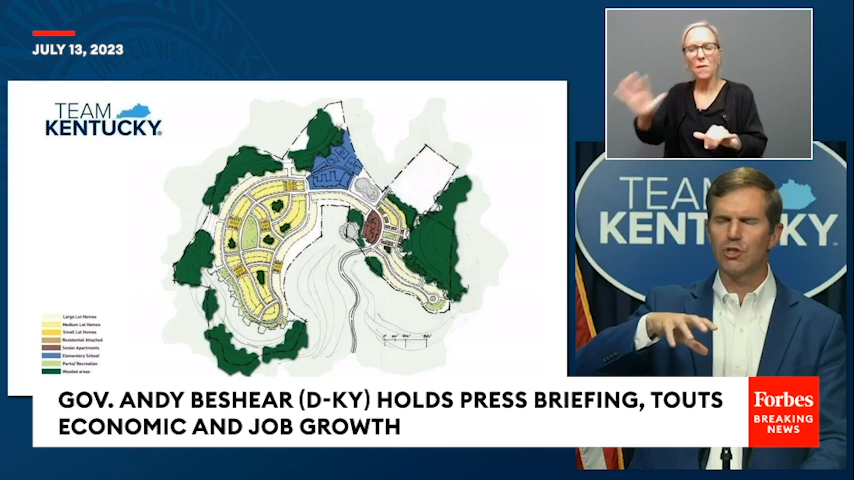 JULY 13, 2023
TEAM
KENTUCKY
Large Lot Homes
Medium Lot Homes
Small Lot Homes
Residential Attached
Senior Apartments
Elementary School
Parks/ Recreation
Wooded areas
TEAM
KENTUCKY
GOV. ANDY BESHEAR (D-KY) HOLDS PRESS BRIEFING, TOUTS
ECONOMIC AND JOB GROWTH
Forbes
BREAKING
NEWS